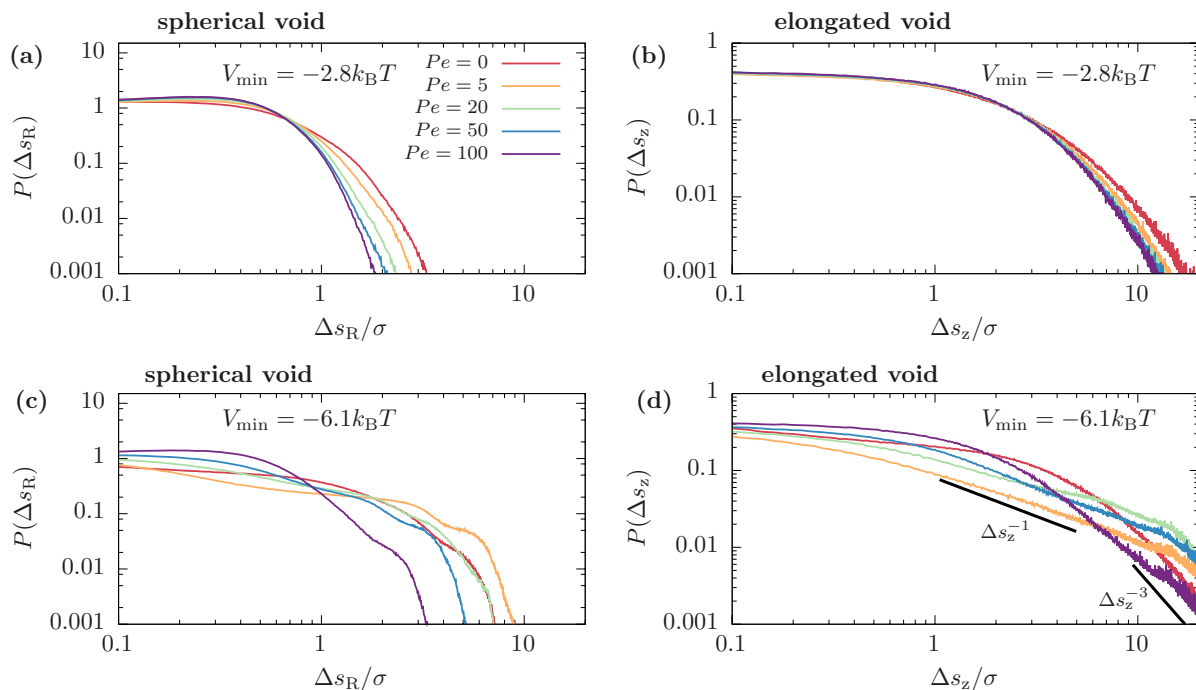 spherical void
(a)
V_min = −2.8k_BT
Pe = 0
Pe = 5
Pe = 20
Pe = 50
Pe = 100
P(Δs_R)
10
1
0.1
0.01
0.001
0.1
1
10
Δs_R/σ
elongated void
(b)
V_min = −2.8k_BT
P(Δs_z)
1
0.1
0.01
0.001
0.1
1
10
Δs_z/σ
spherical void
(c)
V_min = −6.1k_BT
P(Δs_R)
10
1
0.1
0.01
0.001
0.1
1
10
Δs_R/σ
elongated void
(d)
V_min = −6.1k_BT
P(Δs_z)
1
0.1
0.01
0.001
Δs_z^−1
Δs_z^−3
0.1
1
10
Δs_z/σ